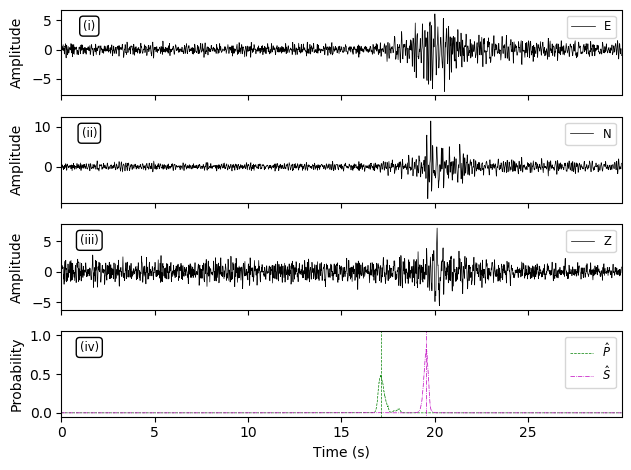 (i)
E
Amplitude
5
0
−5
(ii)
N
Amplitude
10
0
(iii)
Z
Amplitude
5
0
−5
(iv)
P̂
Ŝ
Probability
1.0
0.5
0.0
0 5 10 15 20 25
Time (s)